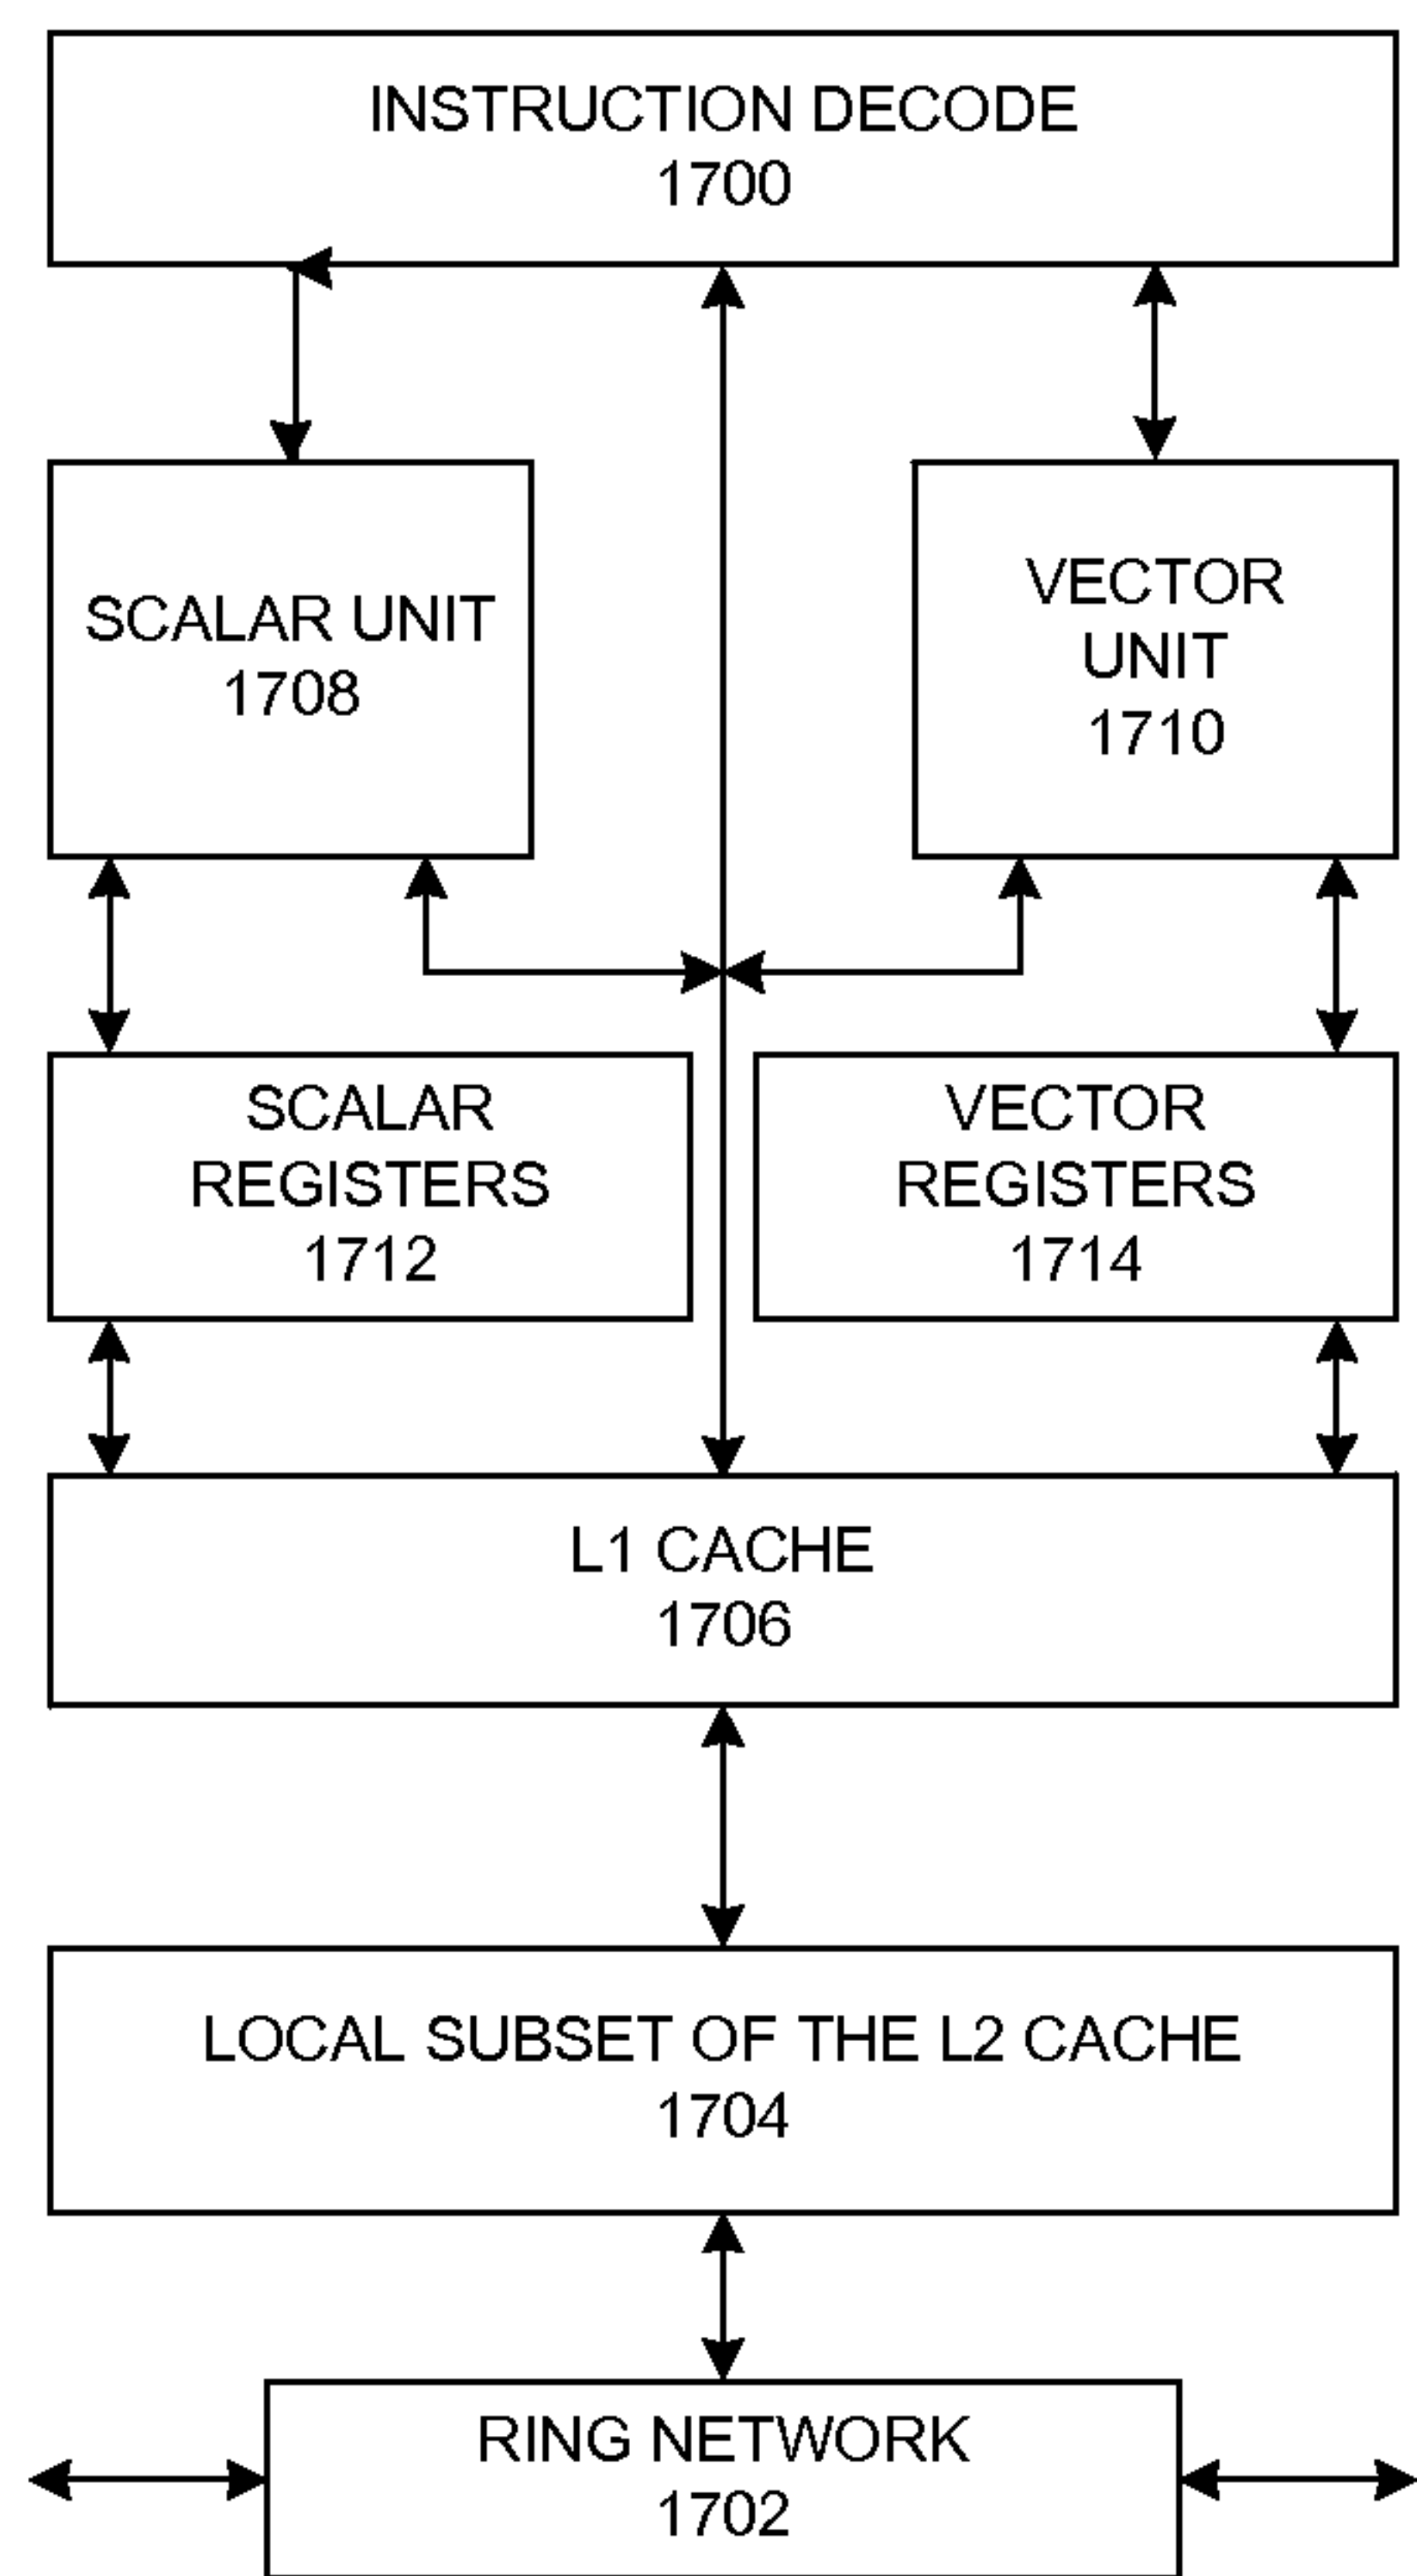 INSTRUCTION DECODE
1700
SCALAR UNIT
1708
VECTOR
UNIT
1710
SCALAR
REGISTERS
1712
VECTOR
REGISTERS
1714
L1 CACHE
1706
LOCAL SUBSET OF THE L2 CACHE
1704
RING NETWORK
1702